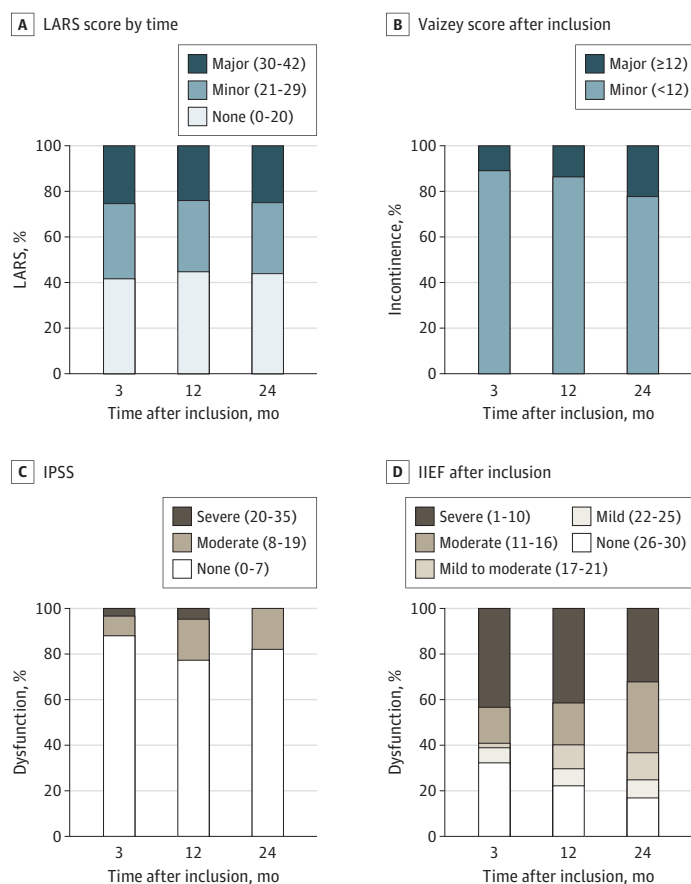 A LARS score by time
Major (30-42)
Minor (21-29)
None (0-20)
100
80
60
40
20
0
LARS, %
3 12 24
Time after inclusion, mo
B Vaizey score after inclusion
Major (≥12)
Minor (<12)
100
80
60
40
20
0
Incontinence, %
3 12 24
Time after inclusion, mo
C IPSS
Severe (20-35)
Moderate (8-19)
None (0-7)
100
80
60
40
20
0
Dysfunction, %
3 12 24
Time after inclusion, mo
D IIEF after inclusion
Severe (1-10) Mild (22-25)
Moderate (11-16) None (26-30)
Mild to moderate (17-21)
100
80
60
40
20
0
Dysfunction, %
3 12 24
Time after inclusion, mo